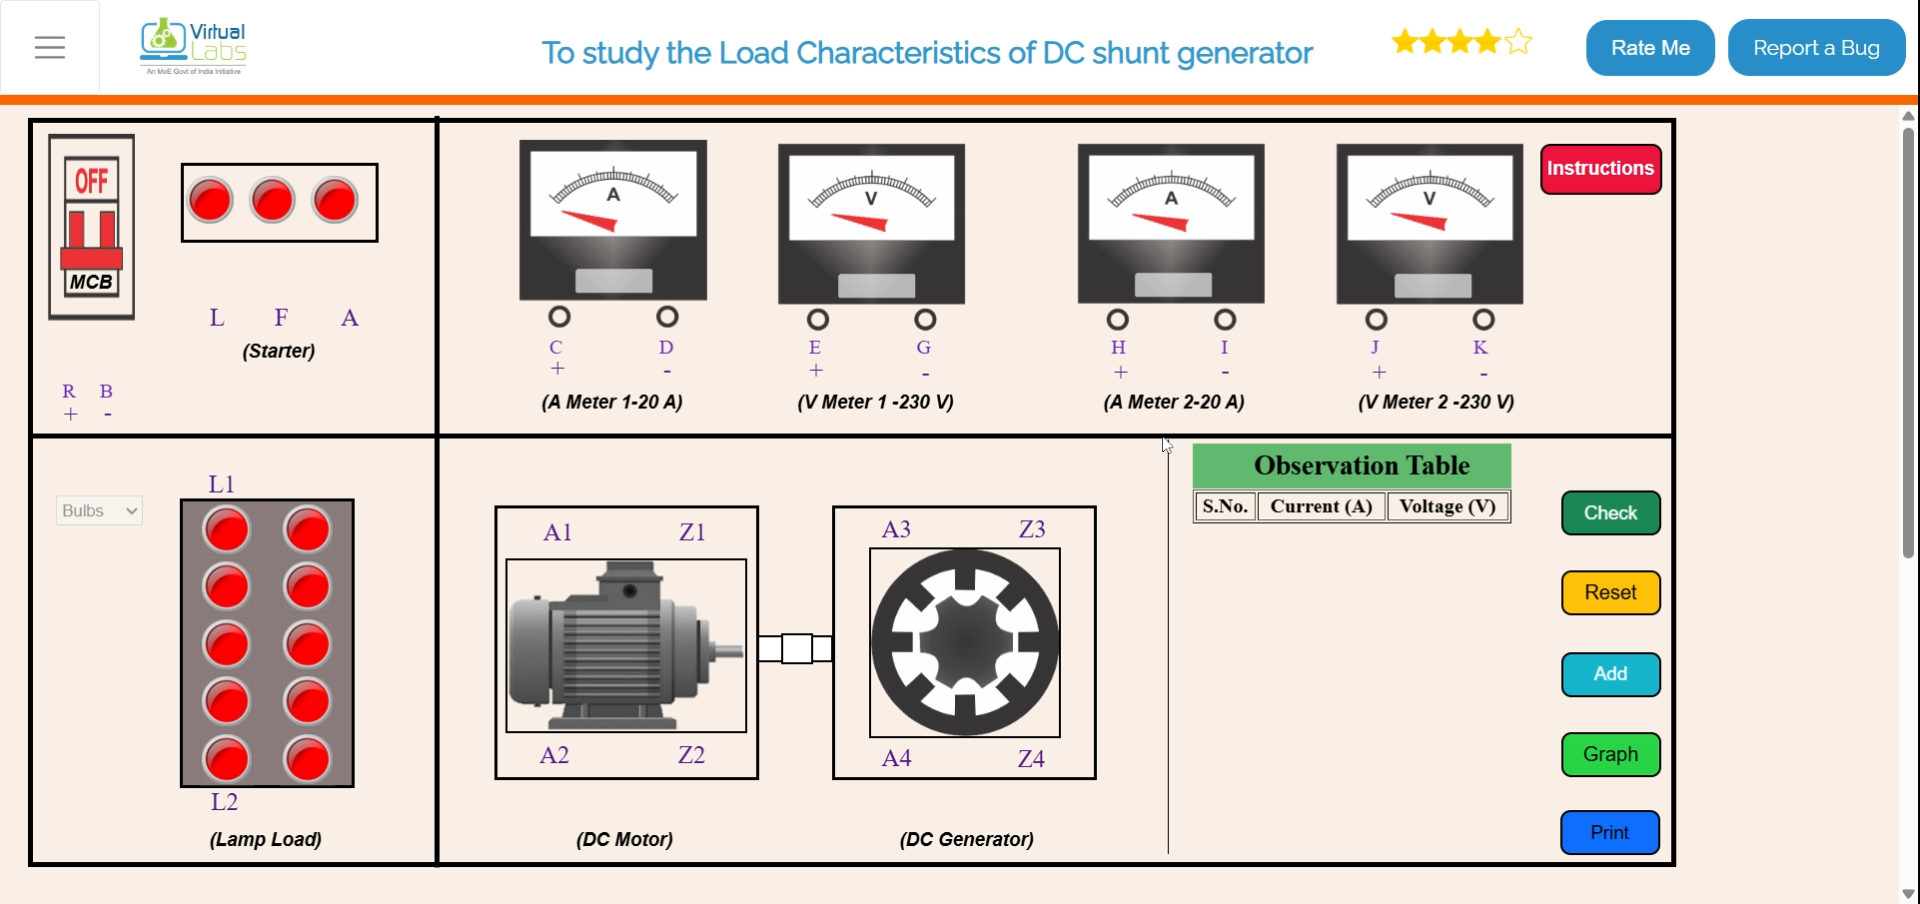 Virtual
Labs
An MoE Govt of India Initiative
To study the Load Characteristics of DC shunt generator
Rate Me
Report a Bug
OFF
MCB
R B
+ -
L F A
(Starter)
A
C D
+ -
(A Meter 1-20 A)
V
E G
+ -
(V Meter 1 -230 V)
A
H I
+ -
(A Meter 2-20 A)
V
J K
+ -
(V Meter 2 -230 V)
Instructions
Bulbs
L1
L2
(Lamp Load)
A1 Z1
A2 Z2
(DC Motor)
A3 Z3
A4 Z4
(DC Generator)
Observation Table
S.No. Current (A) Voltage (V)
Check
Reset
Add
Graph
Print